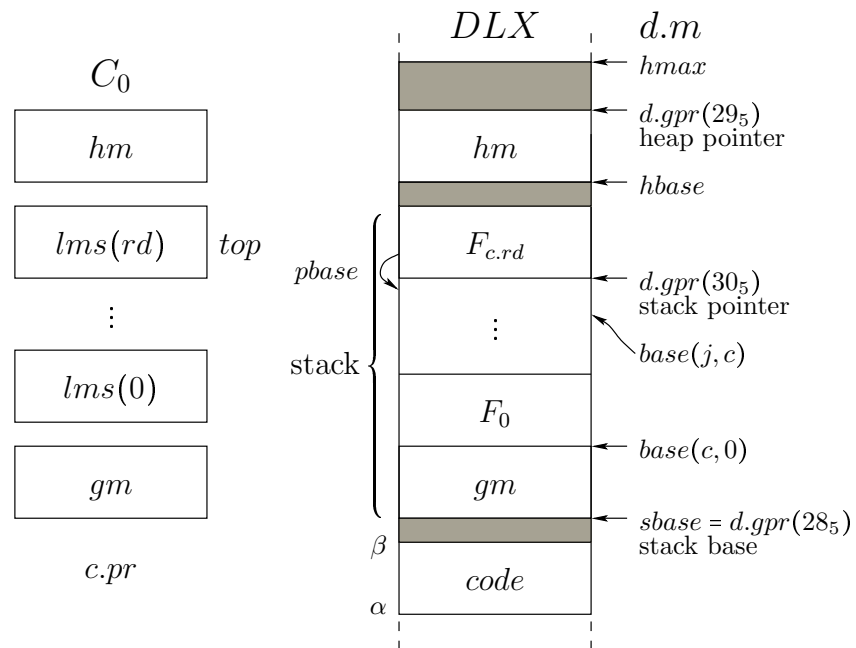 C₀
hm
lms(rd) top
⋮
lms(0)
gm
c.pr
DLX
hm
F_{c.rd}
⋮
F₀
gm
code
pbase
stack
β
α
d.m
hmax
d.gpr(29₅)
heap pointer
hbase
d.gpr(30₅)
stack pointer
base(j, c)
base(c, 0)
sbase = d.gpr(28₅)
stack base